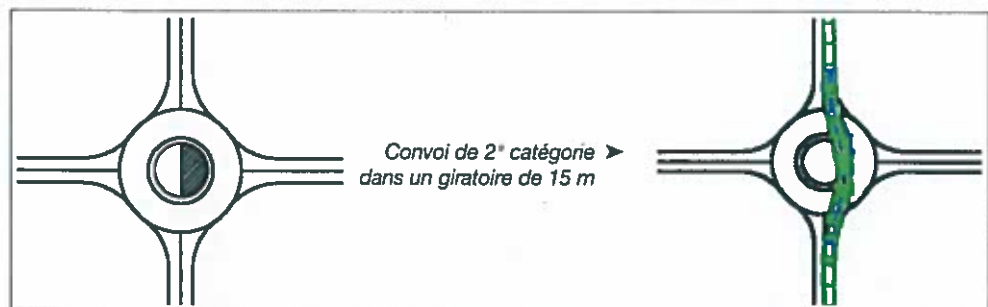 Convoi de 2e catégorie ➤
dans un giratoire de 15 m